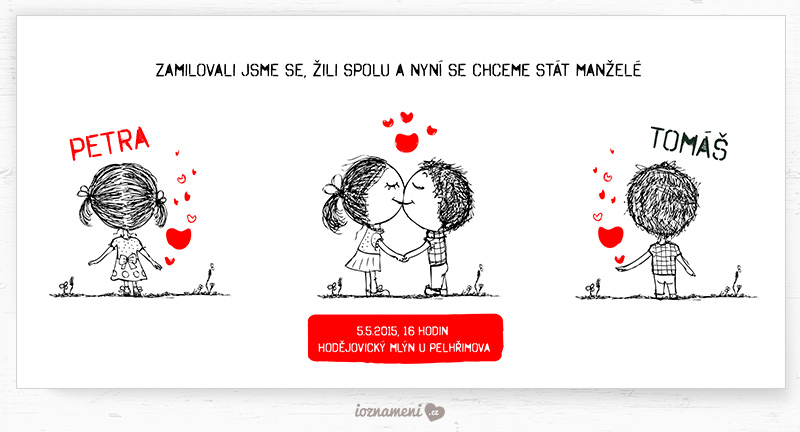 ZAMILOVALI JSME SE, ŽILI SPOLU A NYNÍ SE CHCEME STÁT MANŽELÉ
PETRA
TOMÁŠ
5.5.2015, 16 HODIN
HODĚJOVICKÝ MLÝN U PELHŘIMOVA
ioznameni.cz